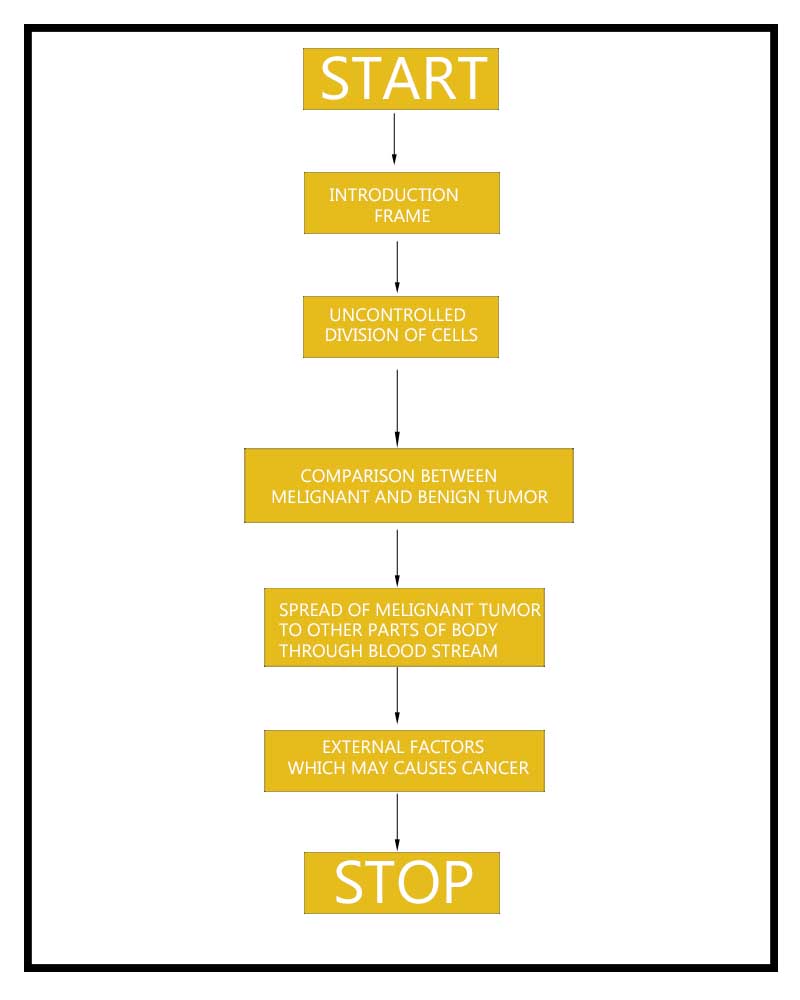 START
INTRODUCTION
FRAME
UNCONTROLLED
DIVISION OF CELLS
COMPARISON BETWEEN
MELIGNANT AND BENIGN TUMOR
SPREAD OF MELIGNANT TUMOR
TO OTHER PARTS OF BODY
THROUGH BLOOD STREAM
EXTERNAL FACTORS
WHICH MAY CAUSES CANCER
STOP